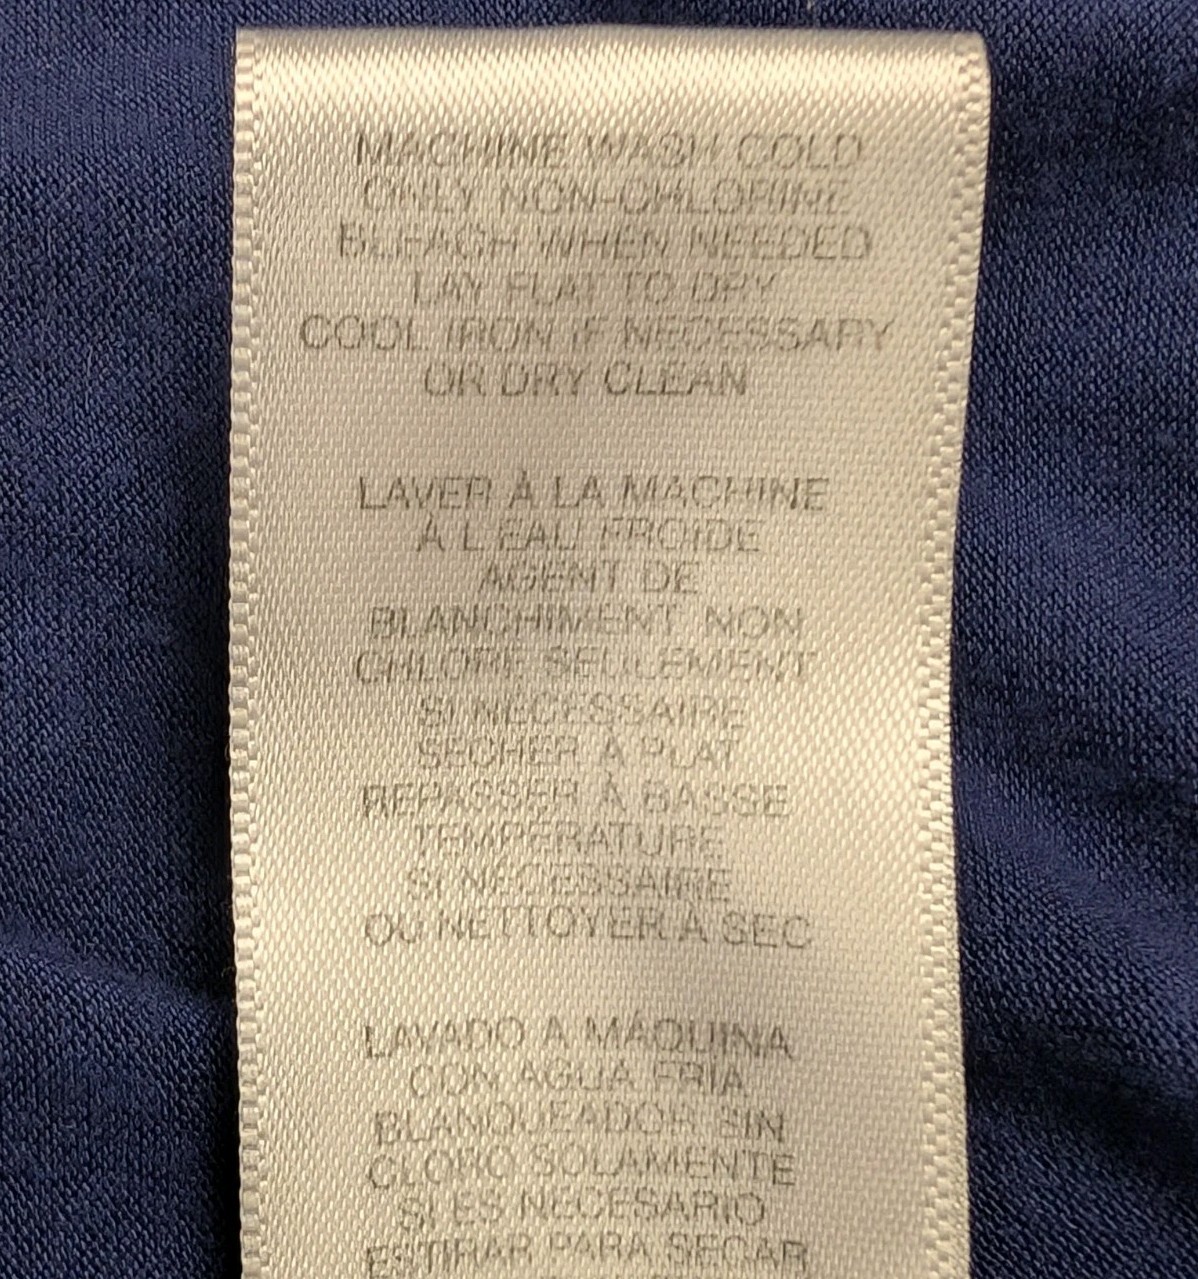 MACHINE WASH COLD
ONLY NON-CHLORINE
BLEACH WHEN NEEDED
LAY FLAT TO DRY
COOL IRON IF NECESSARY
OR DRY CLEAN
LAVER À LA MACHINE
À L'EAU FROIDE
AGENT DE
BLANCHIMENT NON
CHLORÉ SEULEMENT
SI NÉCESSAIRE
SÉCHER À PLAT
REPASSER À BASSE
TEMPÉRATURE
SI NÉCESSAIRE
OU NETTOYER À SEC
LAVADO A MÁQUINA
CON AGUA FRIA
BLANQUEADOR SIN
CLORO SOLAMENTE
SI ES NECESARIO
ESTIRAR PARA SECAR